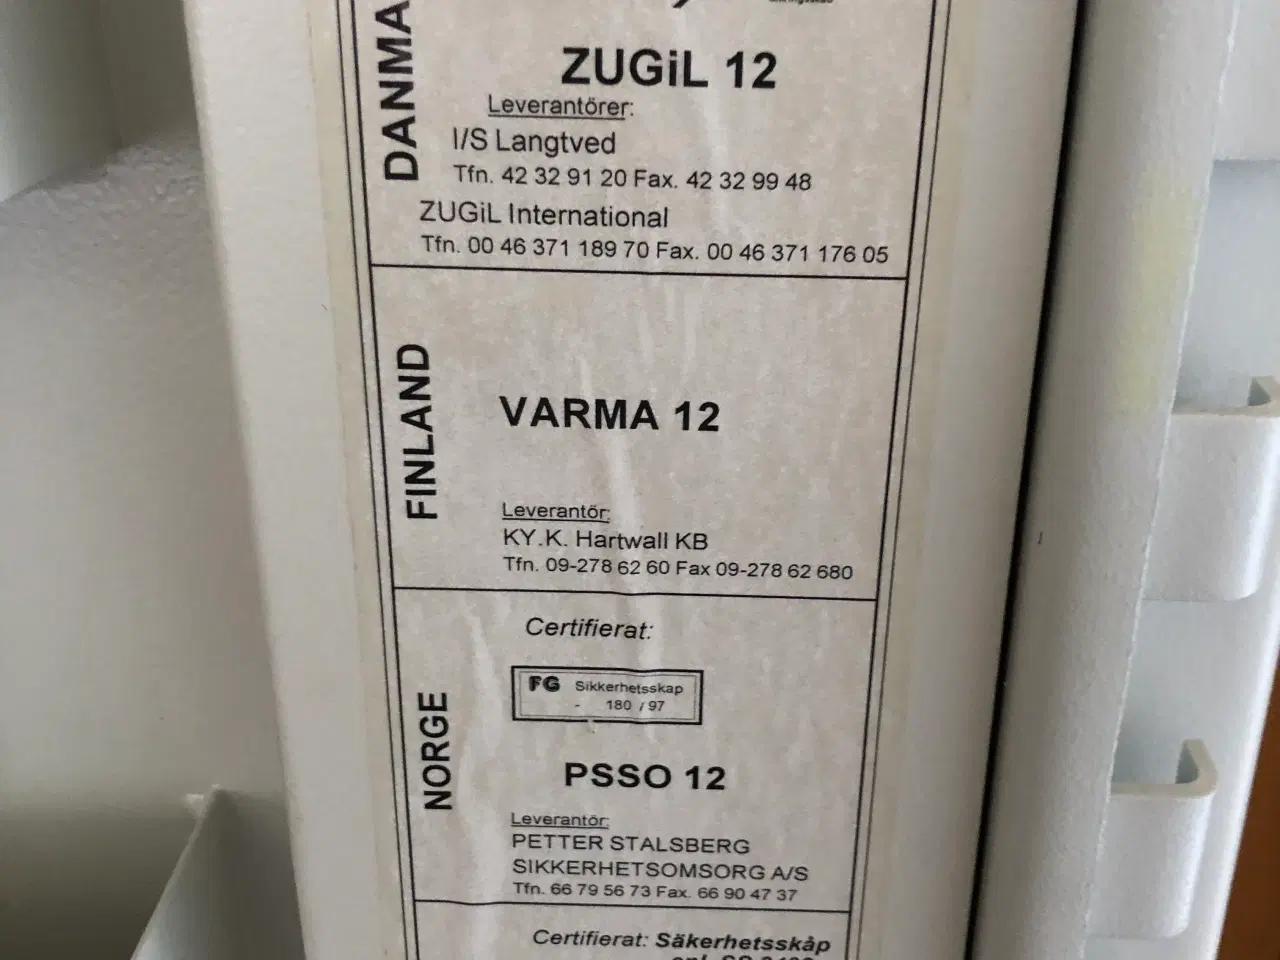 DANMA
ZUGiL 12
Leverantörer:
I/S Langtved
Tfn. 42 32 91 20 Fax. 42 32 99 48
ZUGiL International
Tfn. 00 46 371 189 70 Fax. 00 46 371 176 05
FINLAND
VARMA 12
Leverantör:
KY.K. Hartwall KB
Tfn. 09-278 62 60 Fax 09-278 62 680
NORGE
Certifierat:
FG Sikkerhetsskap
- 180 / 97
PSSO 12
Leverantör:
PETTER STALSBERG
SIKKERHETSOMSORG A/S
Tfn. 66 79 56 73 Fax. 66 90 47 37
Certifierat: Säkerhetsskåp